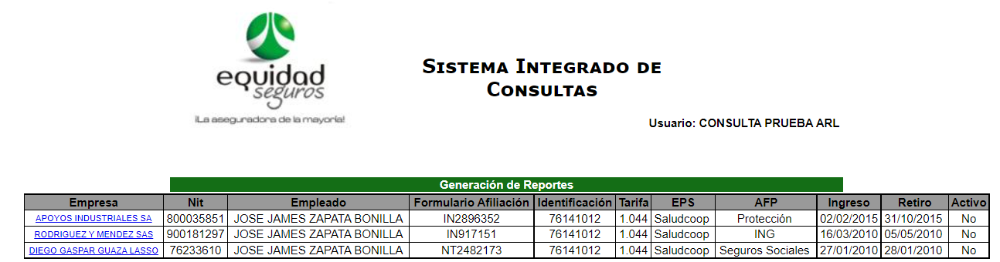 equidad
seguros
¡La aseguradora de la mayoría!
SISTEMA INTEGRADO DE
CONSULTAS
Usuario: CONSULTA PRUEBA ARL
Generación de Reportes
Empresa Nit Empleado Formulario Afiliación Identificación Tarifa EPS AFP Ingreso Retiro Activo
APOYOS INDUSTRIALES SA 800035851 JOSE JAMES ZAPATA BONILLA IN2896352 76141012 1.044 Saludcoop Protección 02/02/2015 31/10/2015 No
RODRIGUEZ Y MENDEZ SAS 900181297 JOSE JAMES ZAPATA BONILLA IN917151 76141012 1.044 Saludcoop ING 16/03/2010 05/05/2010 No
DIEGO GASPAR GUAZA LASSO 76233610 JOSE JAMES ZAPATA BONILLA NT2482173 76141012 1.044 Saludcoop Seguros Sociales 27/01/2010 28/01/2010 No